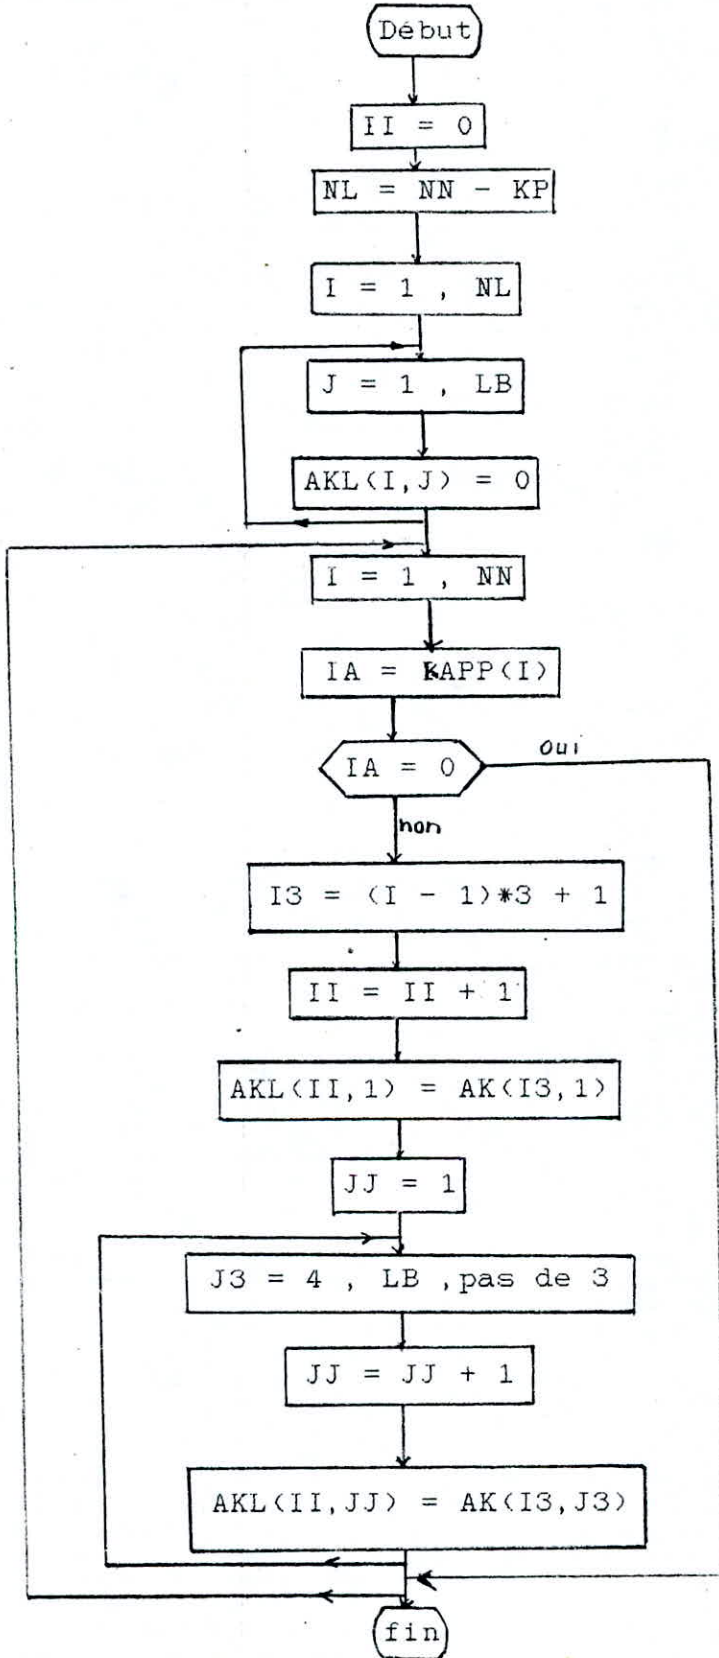 Début
II = 0
NL = NN - KP
I = 1 , NL
J = 1 , LB
AKL(I,J) = 0
I = 1 , NN
IA = KAPP(I)
IA = 0
Oui
non
I3 = (I - 1)*3 + 1
II = II + 1
AKL(II,1) = AK(I3,1)
JJ = 1
J3 = 4 , LB ,pas de 3
JJ = JJ + 1
AKL(II,JJ) = AK(I3,J3)
fin